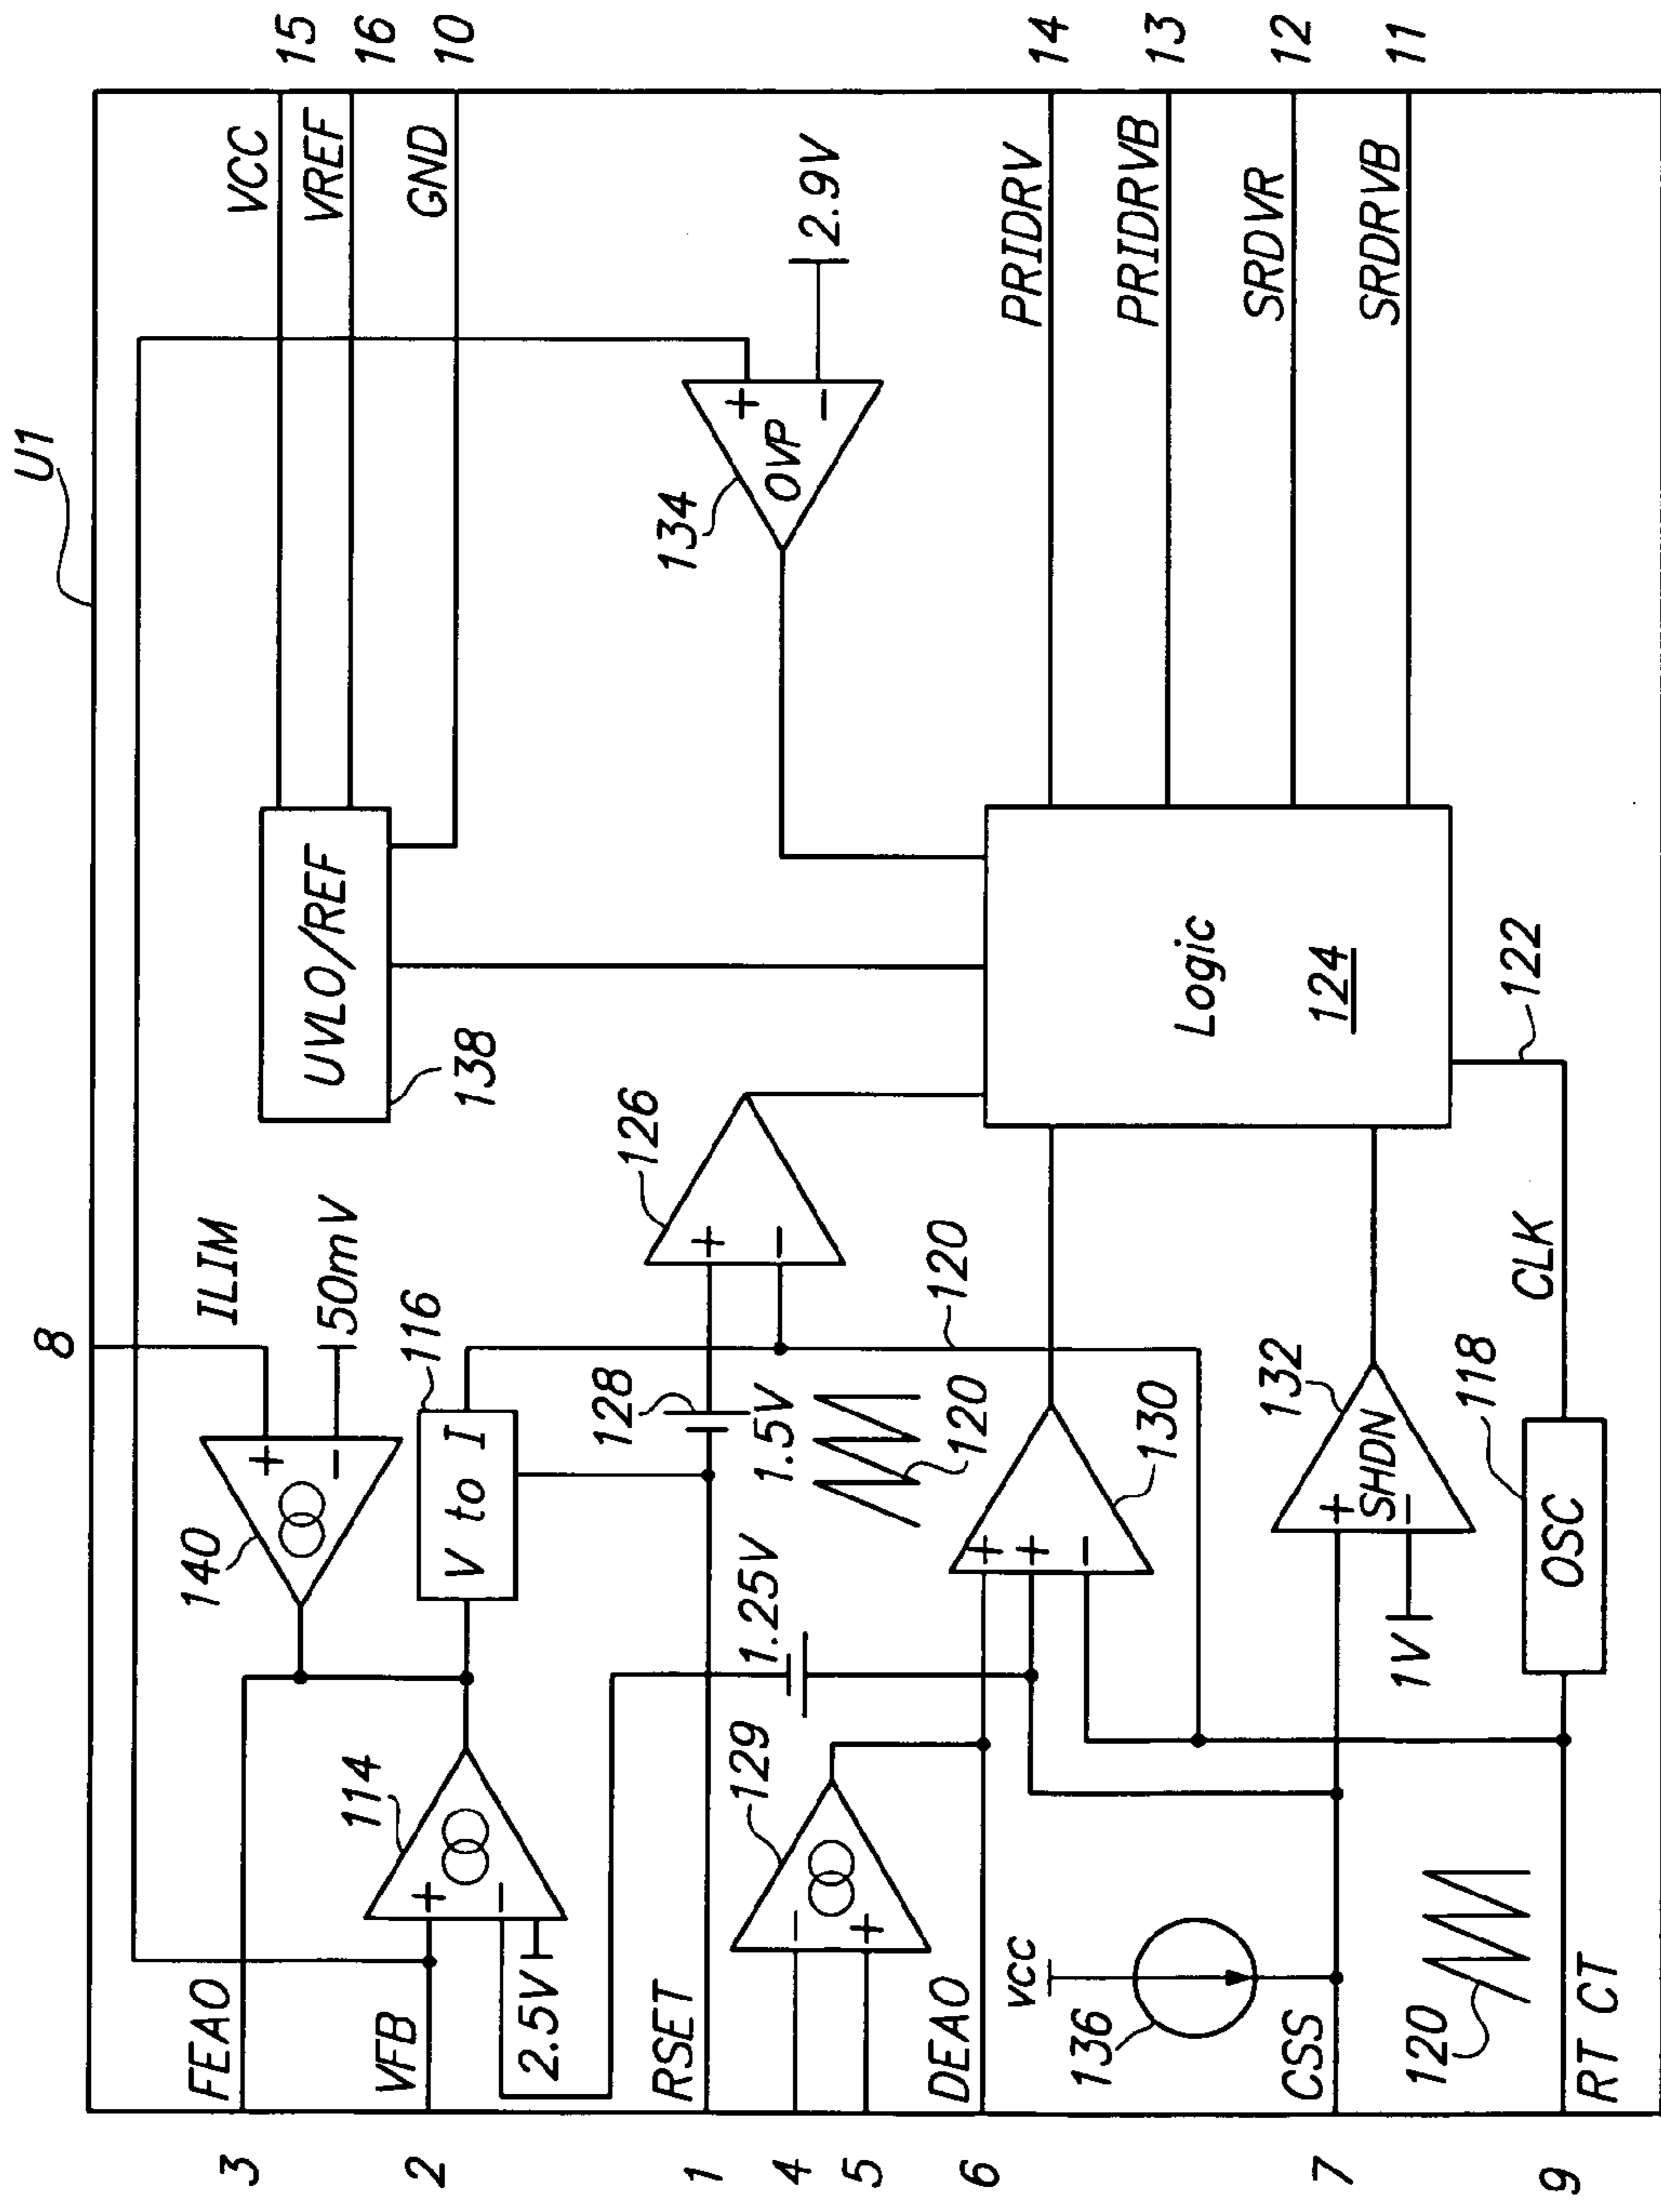 U1
8
15
VCC
16
VREF
10
GND
ILIM
50mV
+
−
140
UVLO/REF
138
3
FEAO
2
VFB
114
+
−
2.5V
116
V to I
134
+
−
OVP
2.9V
1
RSET
128
1.5V
126
+
−
4
5
129
−
+
1.25V
120
120
6
DEAO
130
+
+
−
Logic
124
14
PRIDRV
13
PRIDRVB
12
SRDVR
11
SRDRVB
vcc
136
7
CSS
132
+
−
SHDN
1V
120
9
RT CT
118
OSC
CLK
122